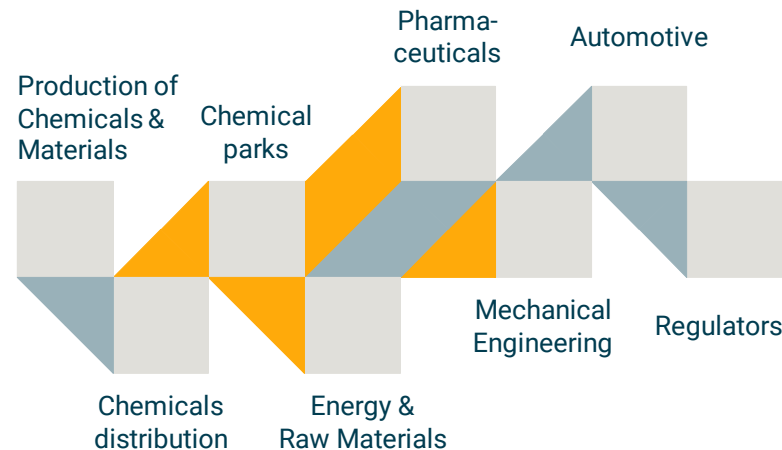 Production of
Chemicals &
Materials
Chemical
parks
Pharma-
ceuticals
Automotive
Chemicals
distribution
Energy &
Raw Materials
Mechanical
Engineering
Regulators